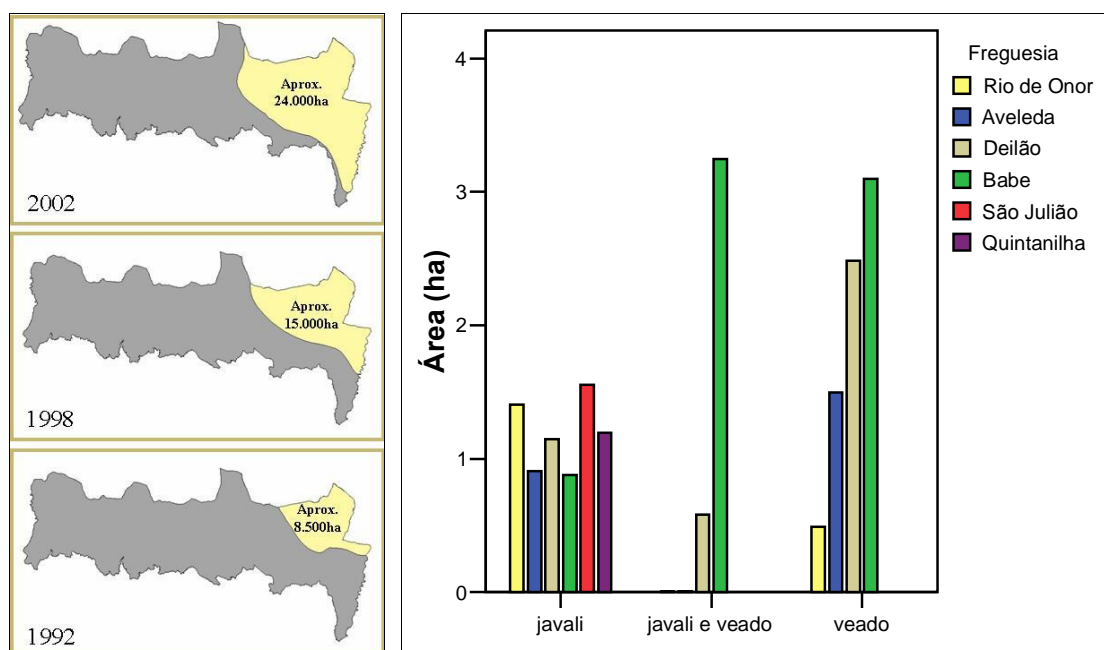 Aprox.
24.000ha
2002
Aprox.
15.000ha
1998
Aprox.
8.500ha
1992
Área (ha)
4
3
2
1
0
javali
javali e veado
veado
Freguesia
Rio de Onor
Aveleda
Deilão
Babe
São Julião
Quintanilha